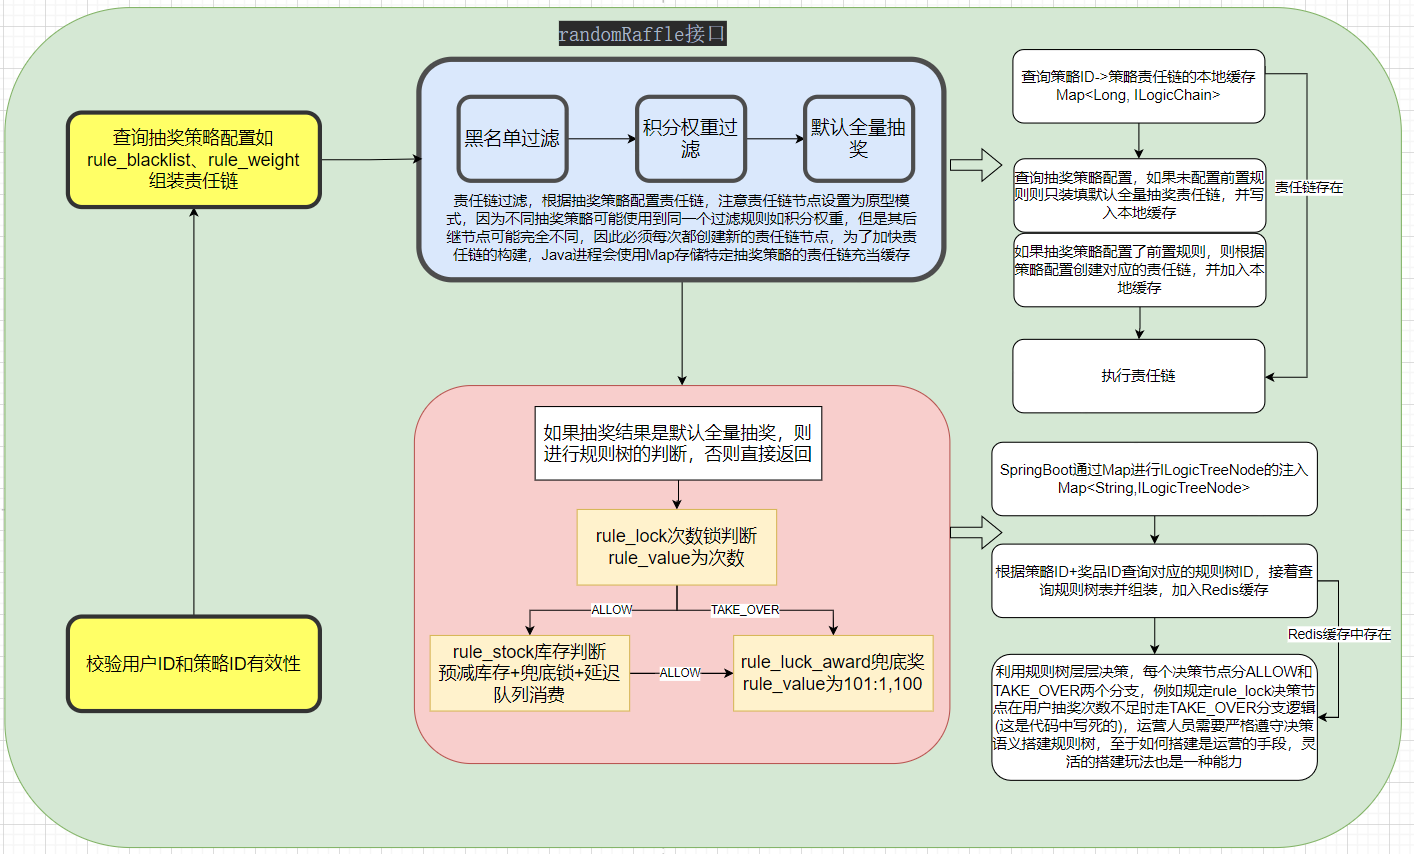 randomRaffle接口
查询抽奖策略配置如
rule_blacklist、rule_weight
组装责任链
校验用户ID和策略ID有效性
黑名单过滤
积分权重过
滤
默认全量抽
奖
责任链过滤，根据抽奖策略配置责任链，注意责任链节点设置为原型模
式，因为不同抽奖策略可能使用到同一个过滤规则如积分权重，但是其后
继节点可能完全不同，因此必须每次都创建新的责任链节点，为了加快责
任链的构建，Java进程会使用Map存储特定抽奖策略的责任链充当缓存
查询策略ID->策略责任链的本地缓存
Map<Long, ILogicChain>
责任链存在
查询抽奖策略配置，如果未配置前置规
则则只装填默认全量抽奖责任链，并写
入本地缓存
如果抽奖策略配置了前置规则，则根据
策略配置创建对应的责任链，并加入本
地缓存
执行责任链
如果抽奖结果是默认全量抽奖，则
进行规则树的判断，否则直接返回
rule_lock次数锁判断
rule_value为次数
ALLOW
TAKE_OVER
rule_stock库存判断
预减库存+兜底锁+延迟
队列消费
ALLOW
rule_luck_award兜底奖
rule_value为101:1,100
SpringBoot通过Map进行ILogicTreeNode的注入
Map<String,ILogicTreeNode>
根据策略ID+奖品ID查询对应的规则树ID，接着查
询规则树表并组装，加入Redis缓存
Redis缓存中存在
利用规则树层层决策，每个决策节点分ALLOW和
TAKE_OVER两个分支，例如规定rule_lock决策节
点在用户抽奖次数不足时走TAKE_OVER分支逻辑
(这是代码中写死的)，运营人员需要严格遵守决策
语义搭建规则树，至于如何搭建是运营的手段，灵
活的搭建玩法也是一种能力